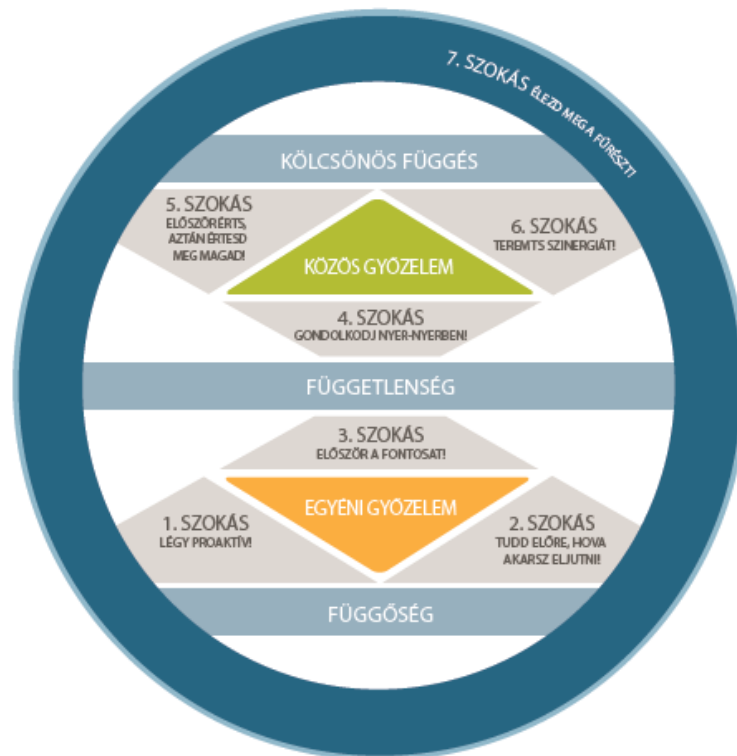 7. SZOKÁS ÉLEZD MEG A FŰRÉSZT!
KÖLCSÖNÖS FÜGGÉS
5. SZOKÁS
ELŐSZÖR ÉRTS,
AZTÁN ÉRTESD
MEG MAGAD!
6. SZOKÁS
TEREMTS SZINERGIÁT!
KÖZÖS GYŐZELEM
4. SZOKÁS
GONDOLKODJ NYER-NYERBEN!
FÜGGETLENSÉG
3. SZOKÁS
ELŐSZÖR A FONTOSAT!
EGYÉNI GYŐZELEM
1. SZOKÁS
LÉGY PROAKTÍV!
2. SZOKÁS
TUDD ELŐRE, HOVA
AKARSZ ELJUTNI!
FÜGGŐSÉG